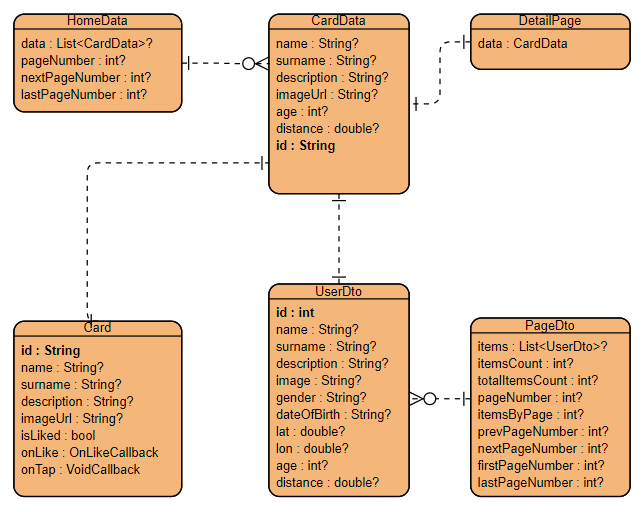 HomeData
data : List<CardData>?
pageNumber : int?
nextPageNumber : int?
lastPageNumber : int?
CardData
name : String?
surname : String?
description : String?
imageUrl : String?
age : int?
distance : double?
id : String
DetailPage
data : CardData
Card
id : String
name : String?
surname : String?
description : String?
imageUrl : String?
isLiked : bool
onLike : OnLikeCallback
onTap : VoidCallback
UserDto
id : int
name : String?
surname : String?
description : String?
image : String?
gender : String?
dateOfBirth : String?
lat : double?
lon : double?
age : int?
distance : double?
PageDto
items : List<UserDto>?
itemsCount : int?
totalItemsCount : int?
pageNumber : int?
itemsByPage : int?
prevPageNumber : int?
nextPageNumber : int?
firstPageNumber : int?
lastPageNumber : int?